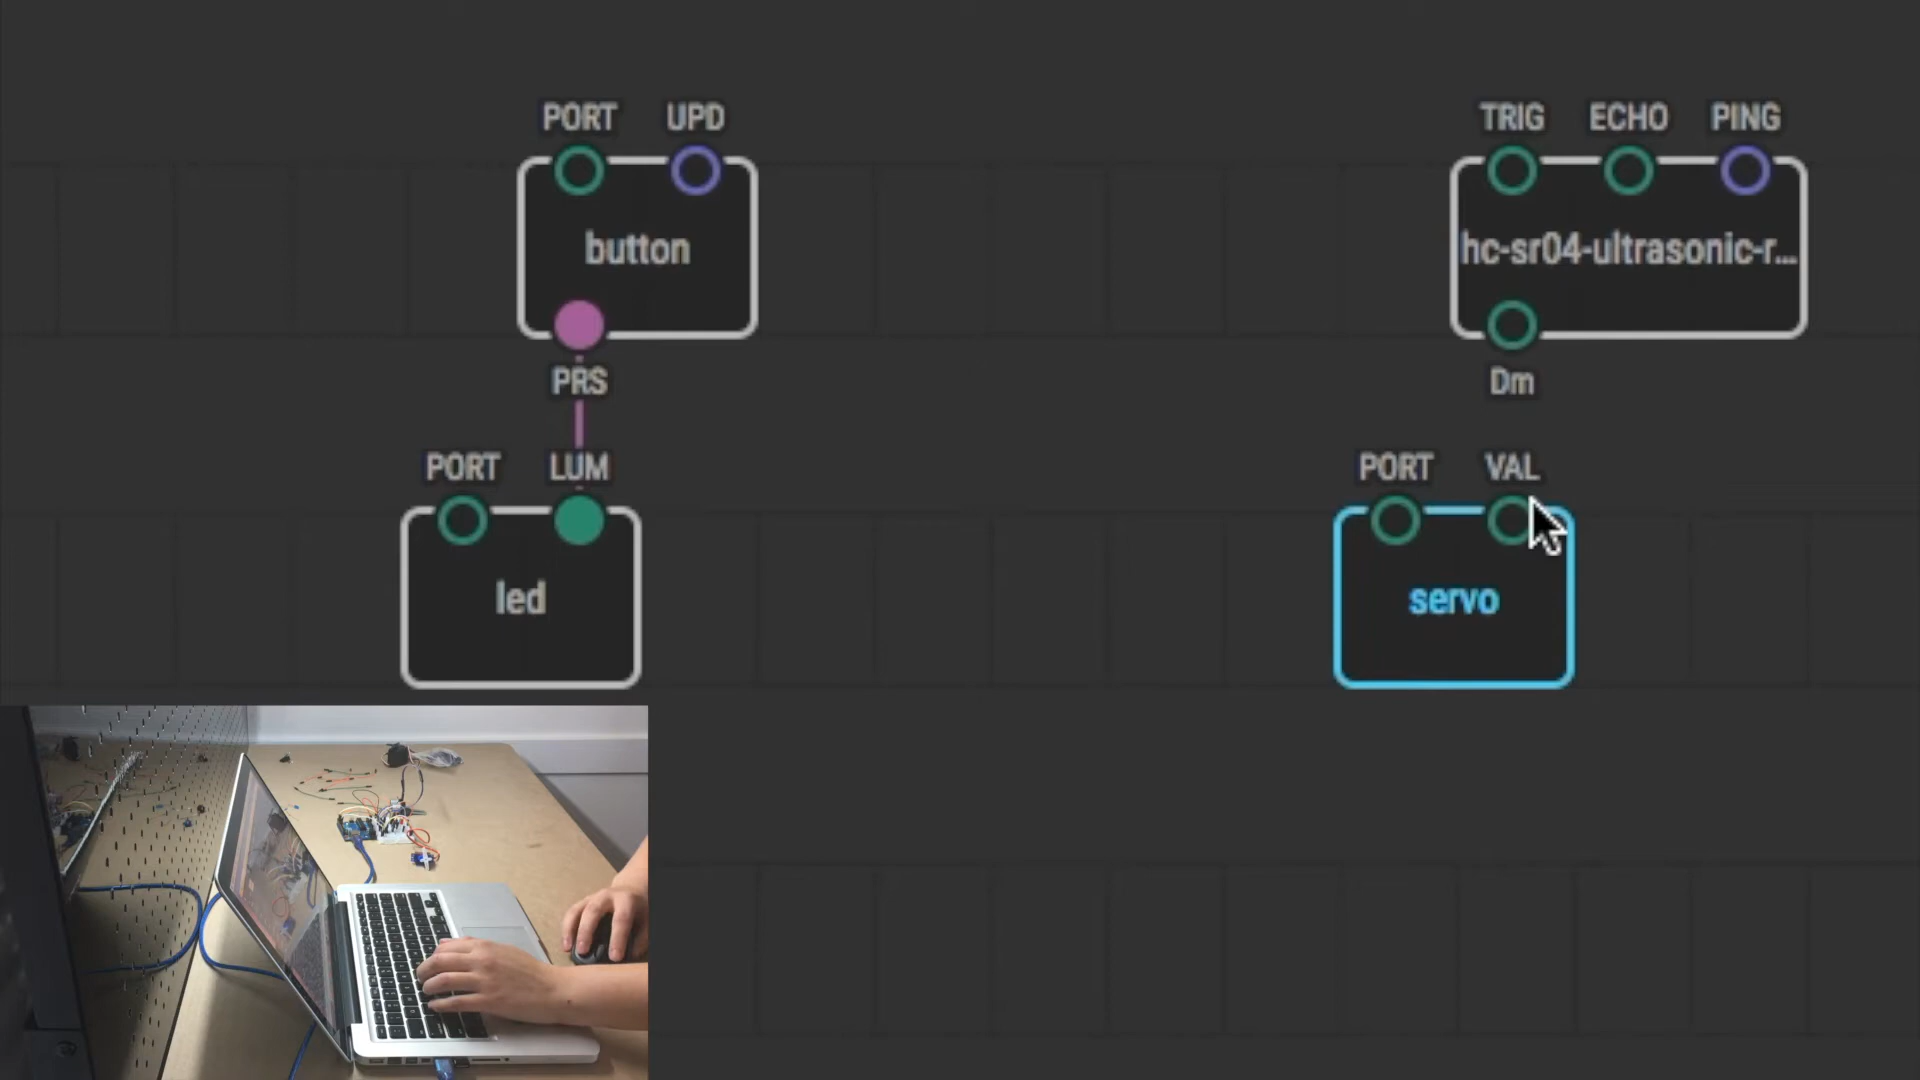 PORT UPD
button
PRS
PORT LUM
led
TRIG ECHO PING
hc-sr04-ultrasonic-r...
Dm
PORT VAL
servo